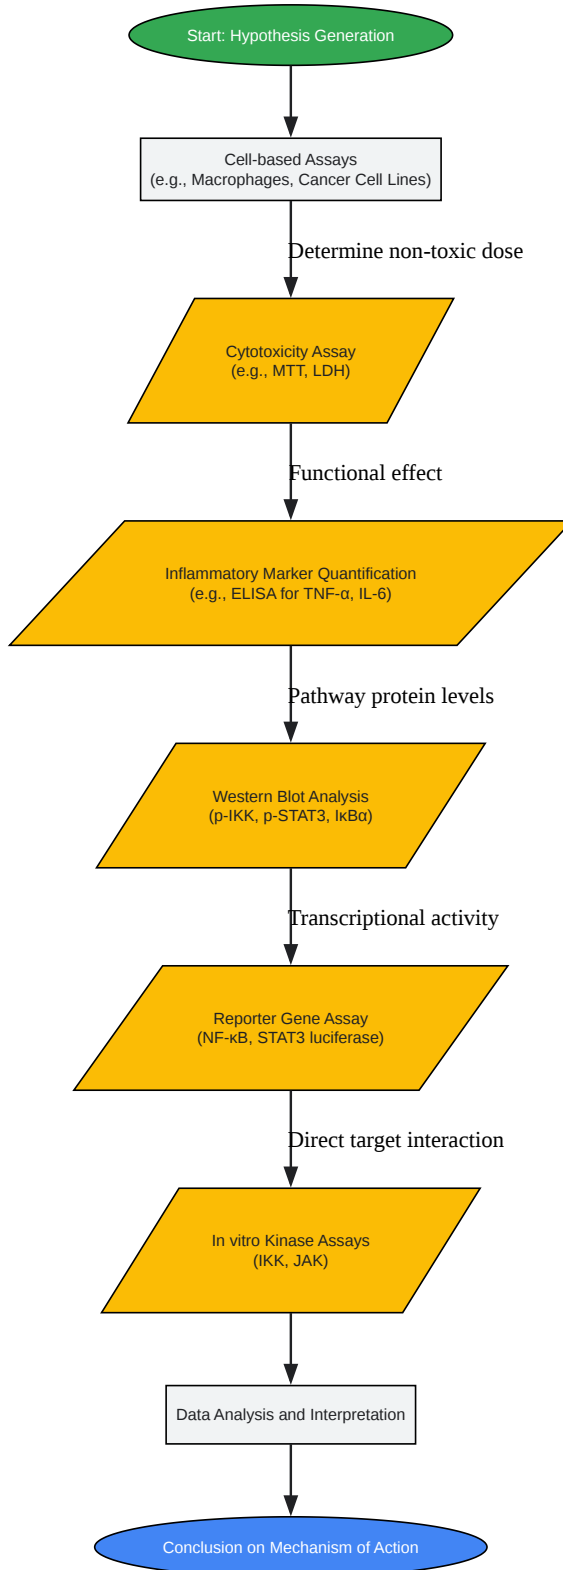 Start: Hypothesis Generation
Cell-based Assays
(e.g., Macrophages, Cancer Cell Lines)
Determine non-toxic dose
Cytotoxicity Assay
(e.g., MTT, LDH)
Functional effect
Inflammatory Marker Quantification
(e.g., ELISA for TNF-α, IL-6)
Pathway protein levels
Western Blot Analysis
(p-IKK, p-STAT3, IκBα)
Transcriptional activity
Reporter Gene Assay
(NF-κB, STAT3 luciferase)
Direct target interaction
In vitro Kinase Assays
(IKK, JAK)
Data Analysis and Interpretation
Conclusion on Mechanism of Action